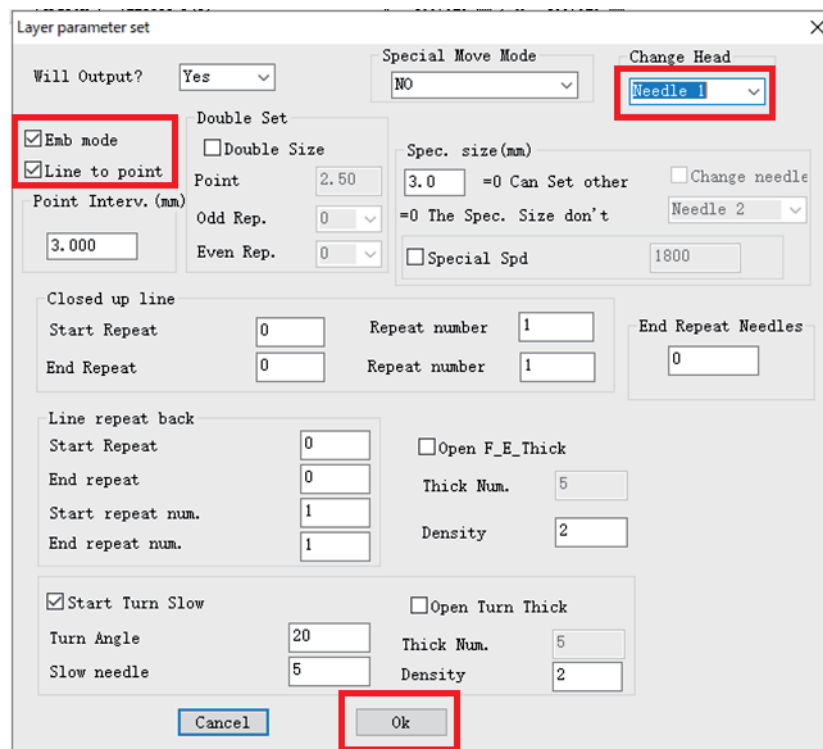 Layer parameter set
Will Output?
Yes
Special Move Mode
NO
Change Head
Needle 1
Emb mode
Line to point
Point Interv.(mm)
3.000
Double Set
Double Size
Point
2.50
Odd Rep.
0
Even Rep.
0
Spec. size(mm)
3.0
=0 Can Set other
Change needle
=0 The Spec. Size don't
Needle 2
Special Spd
1800
Closed up line
Start Repeat
0
Repeat number
1
End Repeat
0
Repeat number
1
End Repeat Needles
0
Line repeat back
Start Repeat
0
End repeat
0
Start repeat num.
1
End repeat num.
1
Open F_E_Thick
Thick Num.
5
Density
2
Start Turn Slow
Turn Angle
20
Slow needle
5
Open Turn Thick
Thick Num.
5
Density
2
Cancel
Ok